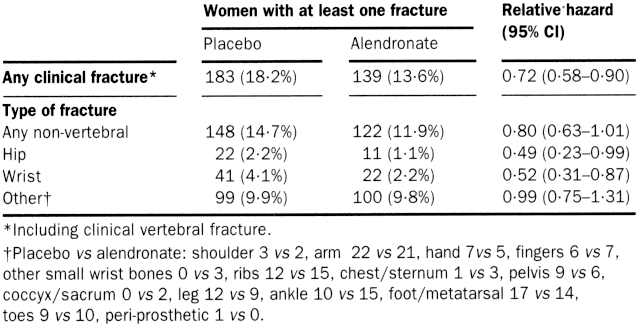 Women with at least one fracture Relative hazard
Placebo Alendronate (95% CI)
Any clinical fracture* 183 (18·2%) 139 (13·6%) 0·72 (0·58–0·90)
Type of fracture
Any non-vertebral 148 (14·7%) 122 (11·9%) 0·80 (0·63–1·01)
Hip 22 (2·2%) 11 (1·1%) 0·49 (0·23–0·99)
Wrist 41 (4·1%) 22 (2·2%) 0·52 (0·31–0·87)
Other† 99 (9·9%) 100 (9·8%) 0·99 (0·75–1·31)
*Including clinical vertebral fracture.
†Placebo vs alendronate: shoulder 3 vs 2, arm 22 vs 21, hand 7vs 5, fingers 6 vs 7,
other small wrist bones 0 vs 3, ribs 12 vs 15, chest/sternum 1 vs 3, pelvis 9 vs 6,
coccyx/sacrum 0 vs 2, leg 12 vs 9, ankle 10 vs 15, foot/metatarsal 17 vs 14,
toes 9 vs 10, peri-prosthetic 1 vs 0.